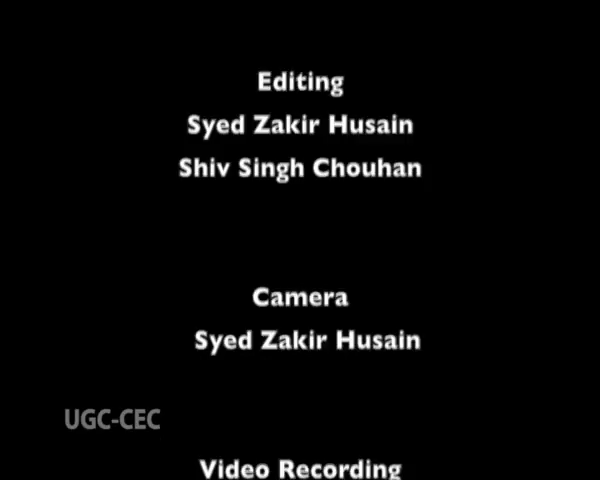 Editing
Syed Zakir Husain
Shiv Singh Chouhan
Camera
Syed Zakir Husain
UGC-CEC
Video Recording